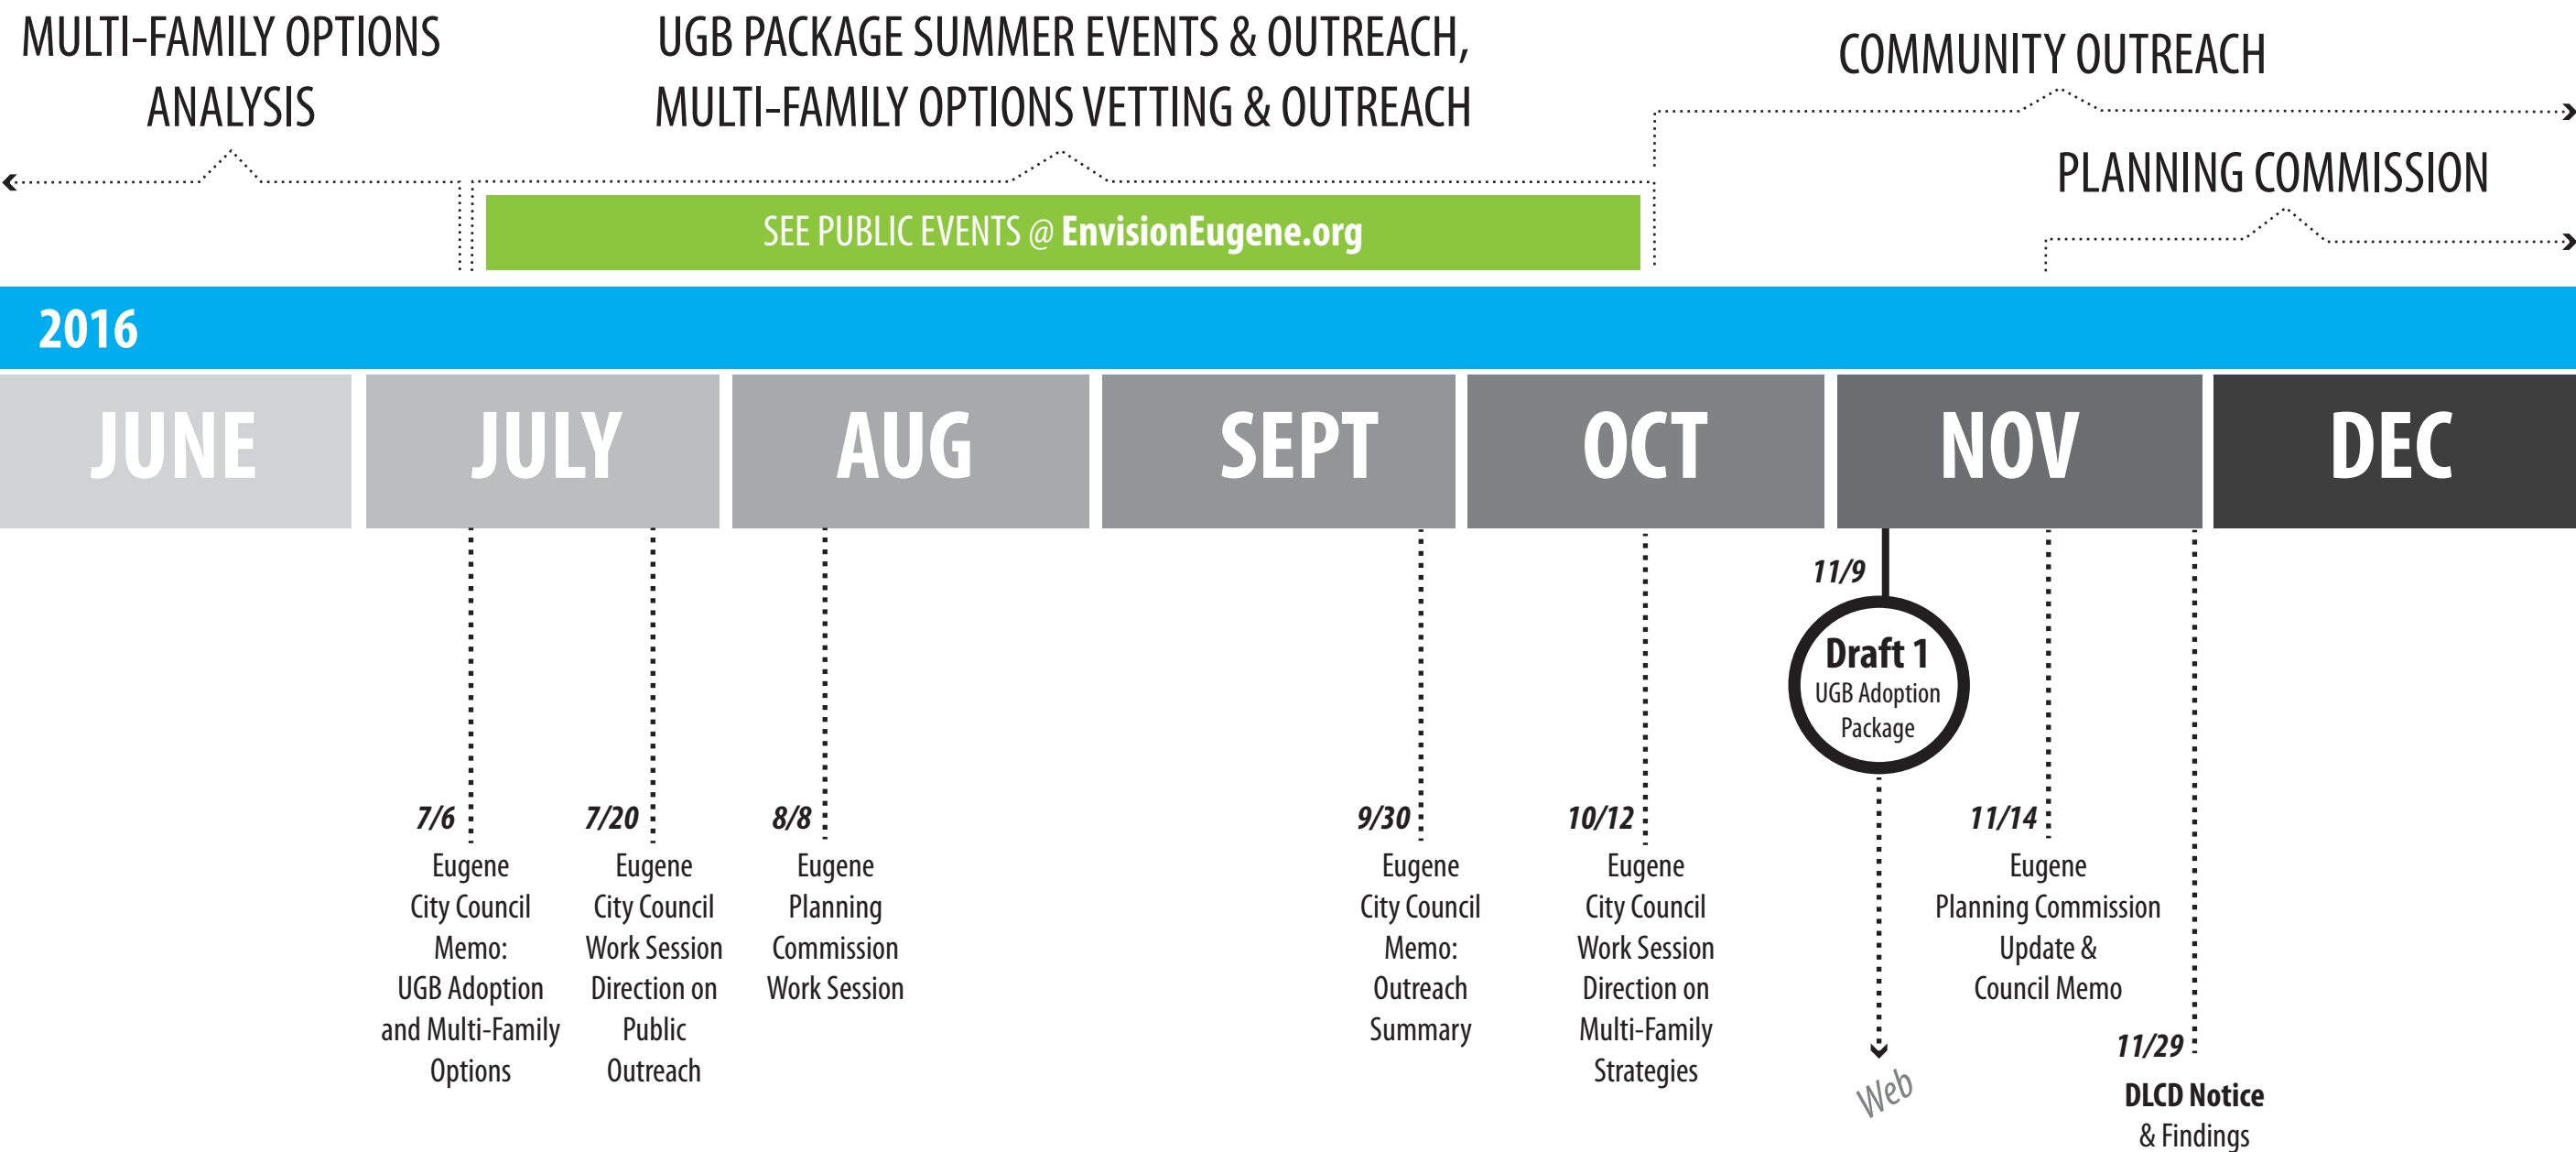 MULTI-FAMILY OPTIONS
ANALYSIS
UGB PACKAGE SUMMER EVENTS & OUTREACH,
MULTI-FAMILY OPTIONS VETTING & OUTREACH
COMMUNITY OUTREACH
PLANNING COMMISSION
SEE PUBLIC EVENTS @ EnvisionEugene.org
2016
JUNE
JULY
AUG
SEPT
OCT
NOV
DEC
7/6
Eugene
City Council
Memo:
UGB Adoption
and Multi-Family
Options
7/20
Eugene
City Council
Work Session
Direction on
Public
Outreach
8/8
Eugene
Planning
Commission
Work Session
9/30
Eugene
City Council
Memo:
Outreach
Summary
10/12
Eugene
City Council
Work Session
Direction on
Multi-Family
Strategies
11/9
Draft 1
UGB Adoption
Package
Web
11/14
Eugene
Planning Commission
Update &
Council Memo
11/29
DLCD Notice
& Findings